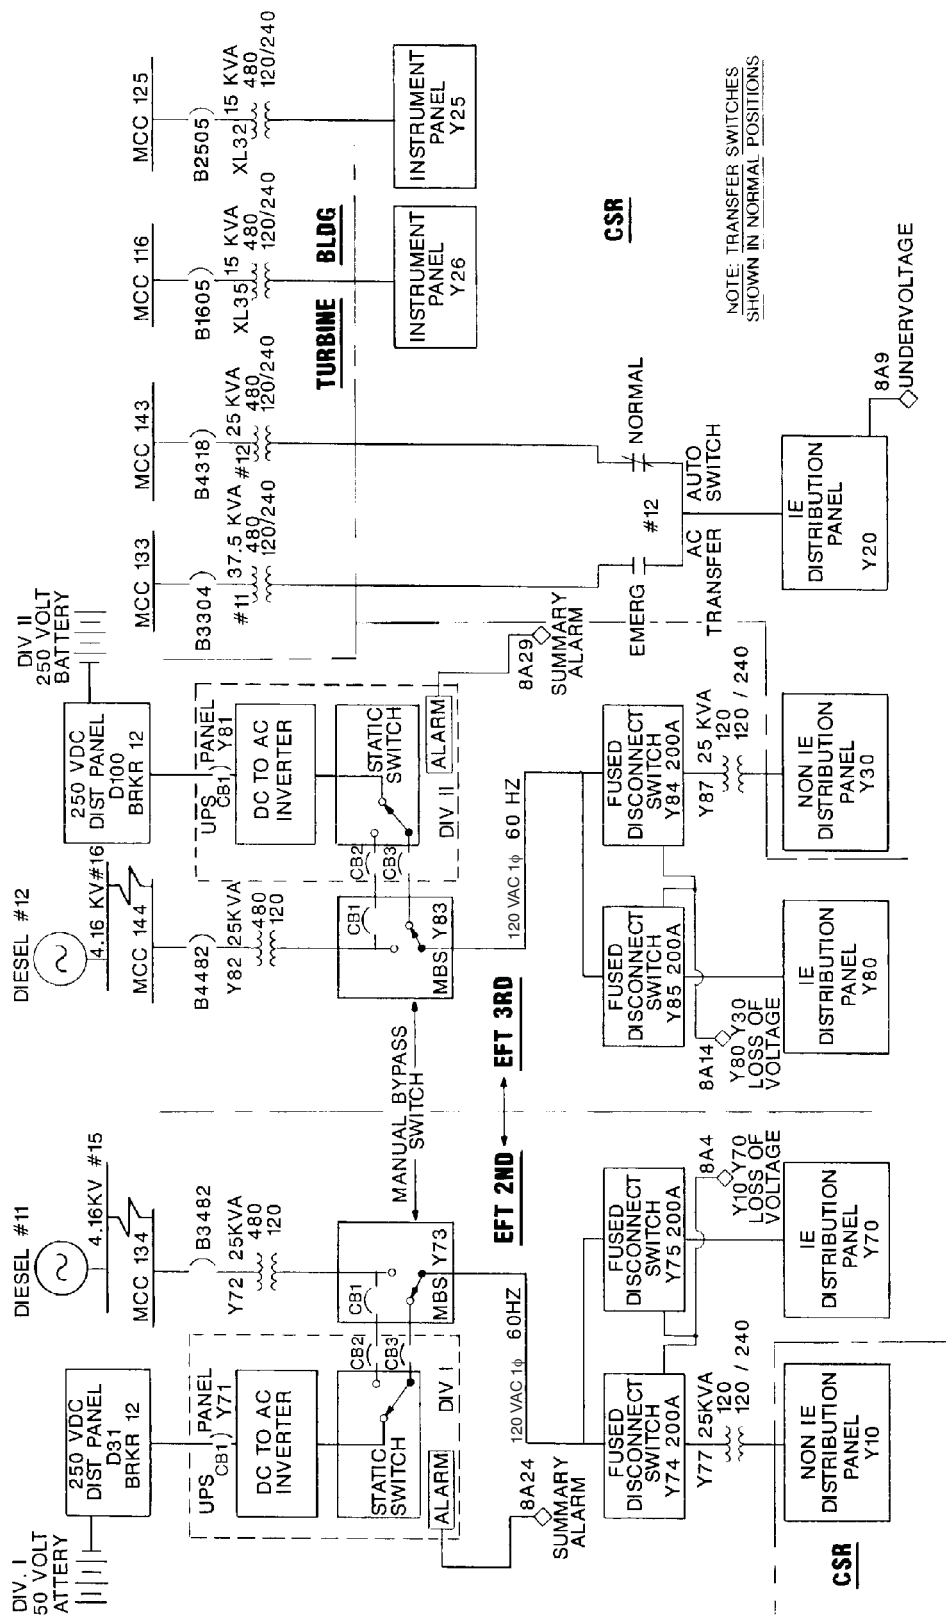 DIV. I
50 VOLT
ATTERY
250 VDC
DIST PANEL
D31
BRKR 12
UPS PANEL
CB1 Y71
DC TO AC
INVERTER
STATIC
SWITCH
DIV I
ALARM
8A24
SUMMARY
ALARM
DIESEL #11
4.16KV #15
MCC 134
B3482
Y72 25KVA
480
120
CB1
CB2
CB3
MBS Y73
MANUAL BYPASS
SWITCH
120 VAC 1ϕ 60HZ
EFT 2ND
EFT 3RD
FUSED
DISCONNECT
SWITCH
Y74 200A
FUSED
DISCONNECT
SWITCH
Y75 200A
8A4
Y10 Y70
LOSS OF
VOLTAGE
Y77 25KVA
120
120 / 240
NON IE
DISTRIBUTION
PANEL
Y10
IE
DISTRIBUTION
PANEL
Y70
CSR
DIESEL #12
4.16 KV#16
MCC 144
B4482
Y82 25KVA
480
120
CB1
CB2
CB3
MBS Y83
DIV II
250 VOLT
BATTERY
250 VDC
DIST PANEL
D100
BRKR 12
UPS PANEL
CB1 Y81
DC TO AC
INVERTER
STATIC
SWITCH
DIV II
ALARM
8A29
SUMMARY
ALARM
120 VAC 1ϕ 60 HZ
FUSED
DISCONNECT
SWITCH
Y85 200A
FUSED
DISCONNECT
SWITCH
Y84 200A
8A14
Y80 Y30
LOSS OF
VOLTAGE
Y87 25 KVA
120
120 / 240
IE
DISTRIBUTION
PANEL
Y80
NON IE
DISTRIBUTION
PANEL
Y30
MCC 133
B3304
#11 37.5 KVA
480
120/240
MCC 143
B4318
#12 25 KVA
480
120/240
MCC 116
B1605
XL35 15 KVA
480
120/240
MCC 125
B2505
XL32 15 KVA
480
120/240
TURBINE BLDG
INSTRUMENT
PANEL
Y26
INSTRUMENT
PANEL
Y25
CSR
EMERG
NORMAL
#12
AC AUTO
TRANSFER SWITCH
IE
DISTRIBUTION
PANEL
Y20
8A9
UNDERVOLTAGE
NOTE: TRANSFER SWITCHES
SHOWN IN NORMAL POSITIONS